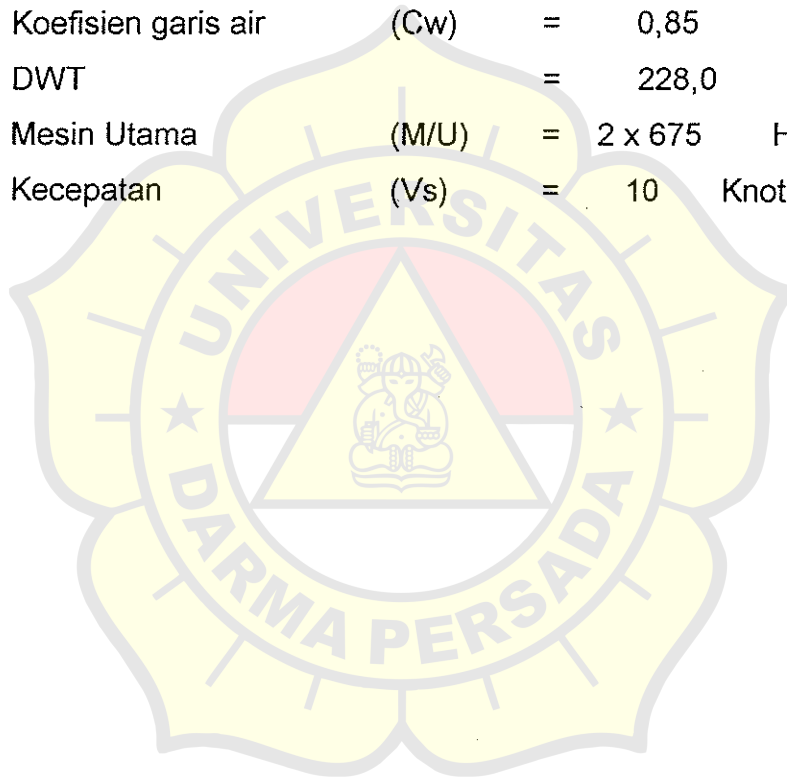 Koefisien garis air (Cw) = 0,85
DWT = 228,0
Mesin Utama (M/U) = 2 x 675 H
Kecepatan (Vs) = 10 Knot
UNIVERSITAS
DARMA PERSADA